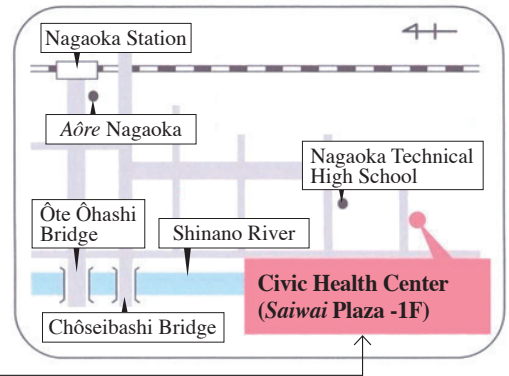 Nagaoka Station
Aôre Nagaoka
Nagaoka Technical
High School
Ôte Ôhashi
Bridge
Shinano River
Civic Health Center
(Saiwai Plaza -1F)
Chôseibashi Bridge